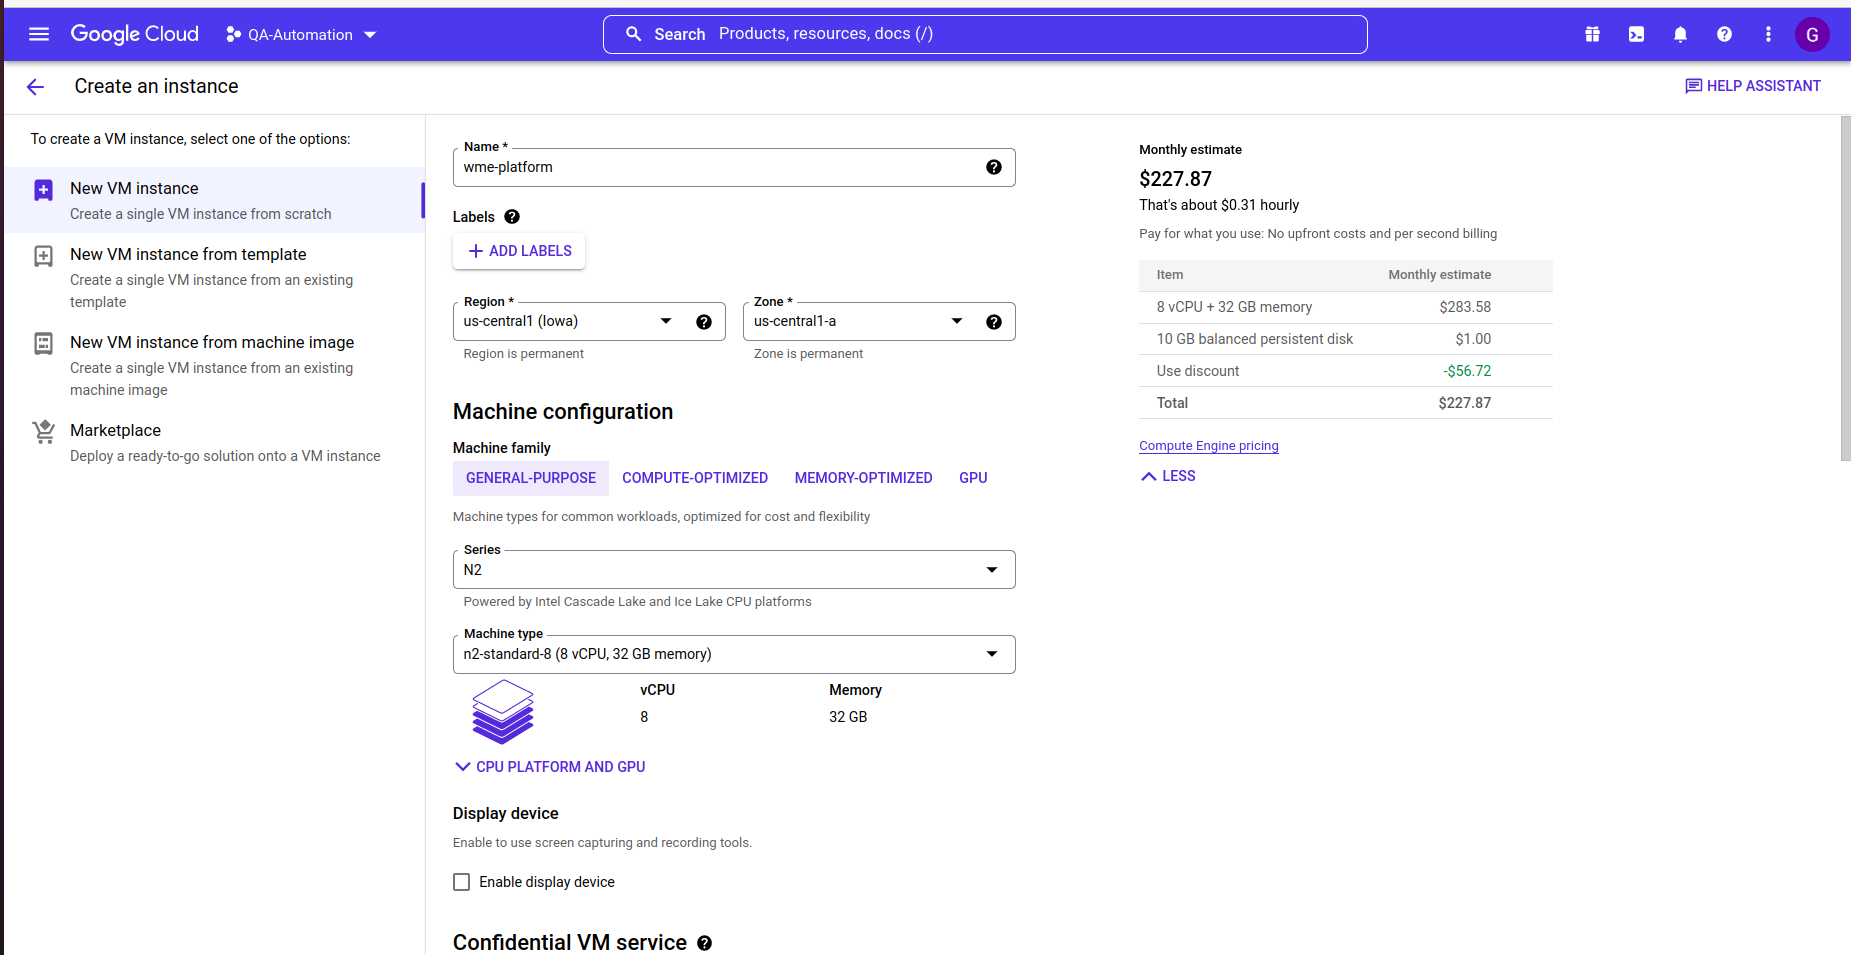 Google Cloud
QA-Automation
Search Products, resources, docs (/)
G
Create an instance
HELP ASSISTANT
To create a VM instance, select one of the options:
New VM instance
Create a single VM instance from scratch
New VM instance from template
Create a single VM instance from an existing
template
New VM instance from machine image
Create a single VM instance from an existing
machine image
Marketplace
Deploy a ready-to-go solution onto a VM instance
Name *
wme-platform
Labels
ADD LABELS
Region *
us-central1 (Iowa)
Region is permanent
Zone *
us-central1-a
Zone is permanent
Machine configuration
Machine family
GENERAL-PURPOSE COMPUTE-OPTIMIZED MEMORY-OPTIMIZED GPU
Machine types for common workloads, optimized for cost and flexibility
Series
N2
Powered by Intel Cascade Lake and Ice Lake CPU platforms
Machine type
n2-standard-8 (8 vCPU, 32 GB memory)
vCPU Memory
8 32 GB
CPU PLATFORM AND GPU
Display device
Enable to use screen capturing and recording tools.
Enable display device
Confidential VM service
Monthly estimate
$227.87
That's about $0.31 hourly
Pay for what you use: No upfront costs and per second billing
Item Monthly estimate
8 vCPU + 32 GB memory $283.58
10 GB balanced persistent disk $1.00
Use discount -$56.72
Total $227.87
Compute Engine pricing
LESS